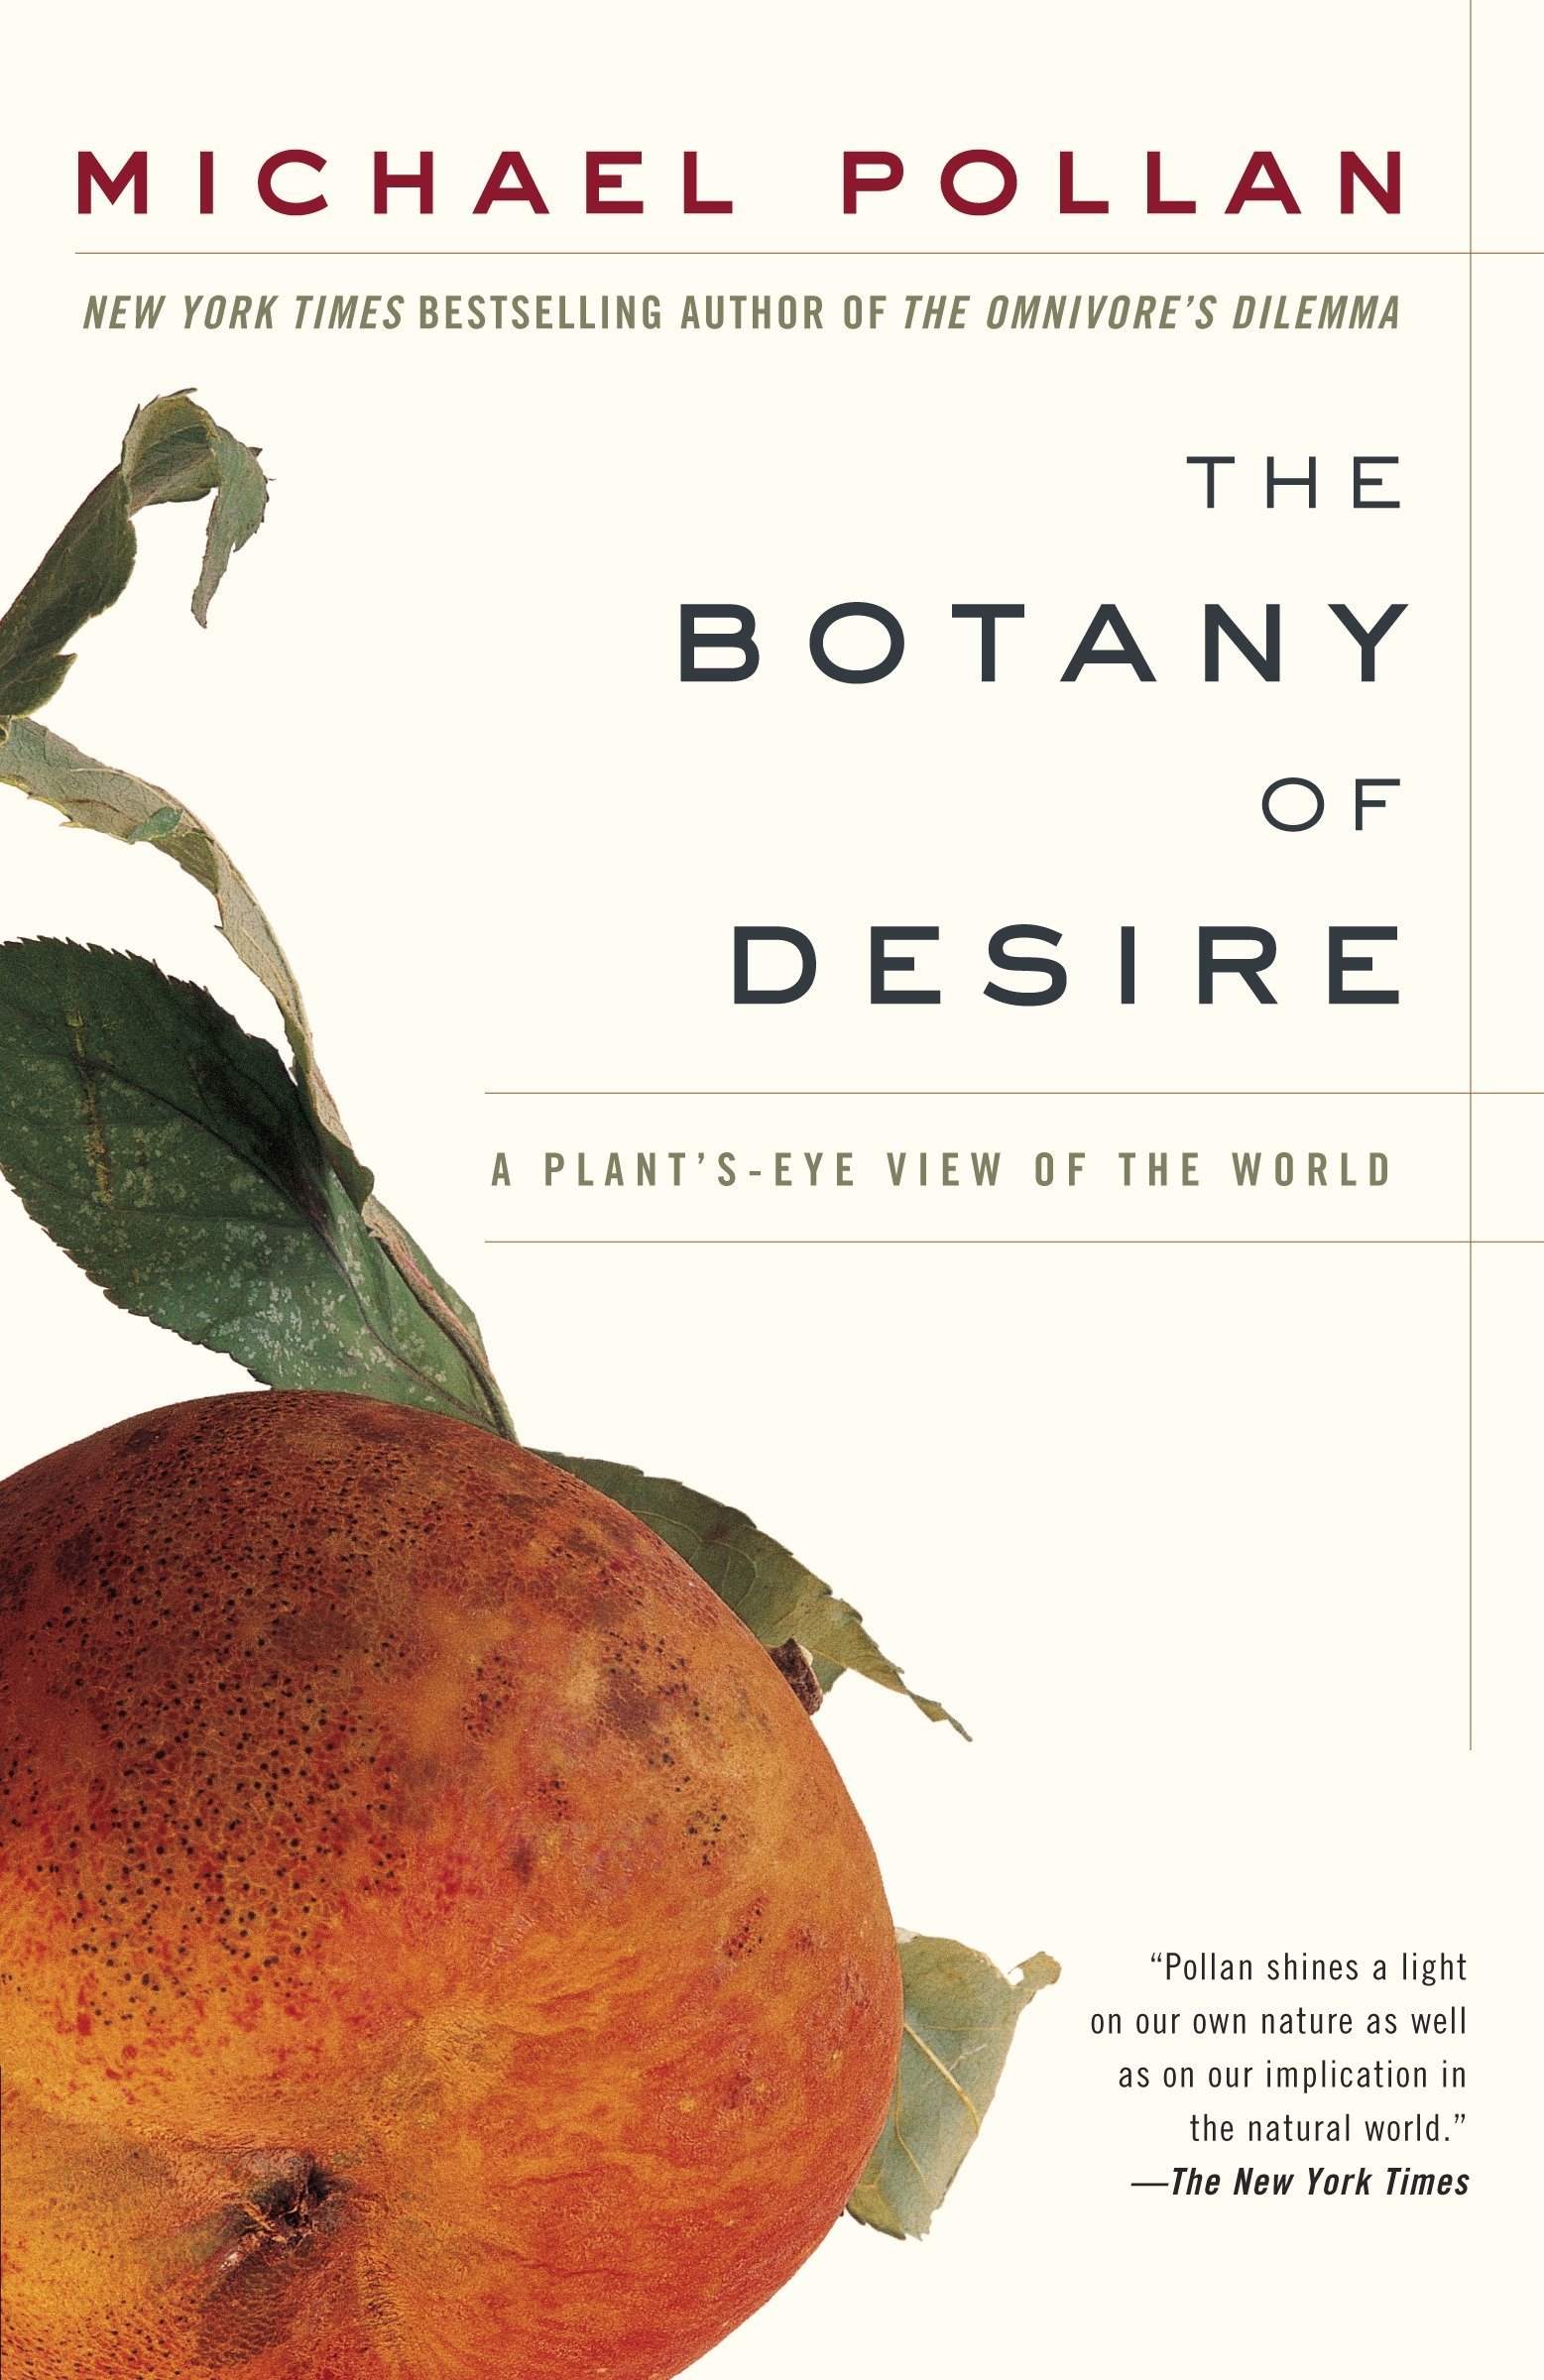 MICHAEL POLLAN
NEW YORK TIMES BESTSELLING AUTHOR OF THE OMNIVORE’S DILEMMA
THE
BOTANY
OF
DESIRE
A PLANT’S-EYE VIEW OF THE WORLD
“Pollan shines a light
on our own nature as well
as on our implication in
the natural world.”
—The New York Times